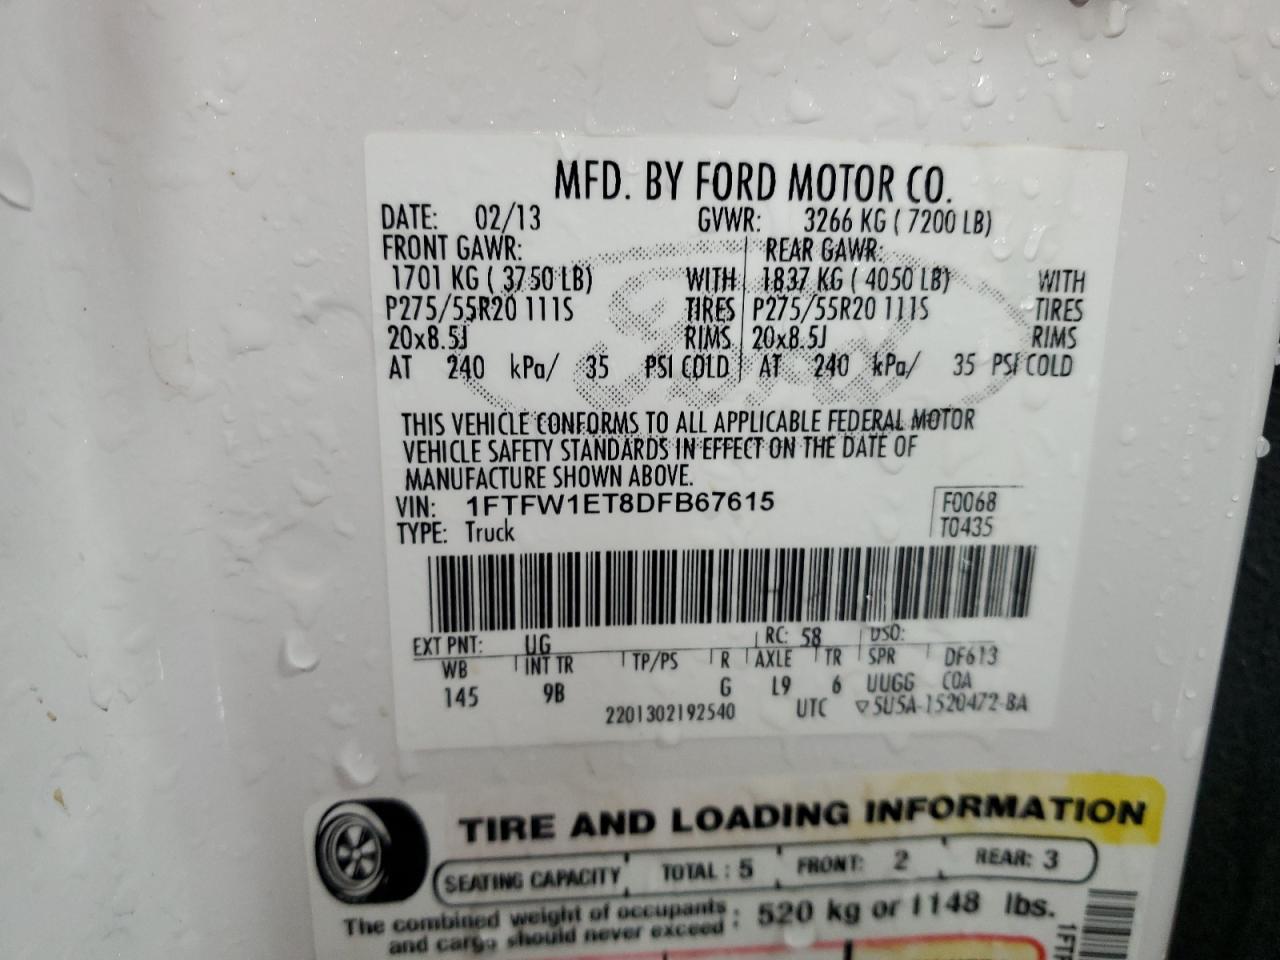 MFD. BY FORD MOTOR CO.
DATE: 02/13 GVWR: 3266 KG ( 7200 LB)
FRONT GAWR: REAR GAWR:
1701 KG ( 3750 LB) WITH 1837 KG ( 4050 LB) WITH
P275/55R20 111S TIRES P275/55R20 111S TIRES
20x8.5J RIMS 20x8.5J RIMS
AT 240 kPa/ 35 PSI COLD AT 240 kPa/ 35 PSI COLD
THIS VEHICLE CONFORMS TO ALL APPLICABLE FEDERAL MOTOR
VEHICLE SAFETY STANDARDS IN EFFECT ON THE DATE OF
MANUFACTURE SHOWN ABOVE.
VIN: 1FTFW1ET8DFB67615 F0068
TYPE: Truck T0435
EXT PNT: UG RC: 58 DSO:
WB INT TR TP/PS R AXLE TR SPR DF613
145 9B G L9 6 UUGG COA
2201302192540 UTC ▽5U5A-1520472-BA
TIRE AND LOADING INFORMATION
SEATING CAPACITY TOTAL : 5 FRONT: 2 REAR: 3
The combined weight of occupants : 520 kg or 1148 lbs.
and cargo should never exceed
1FT